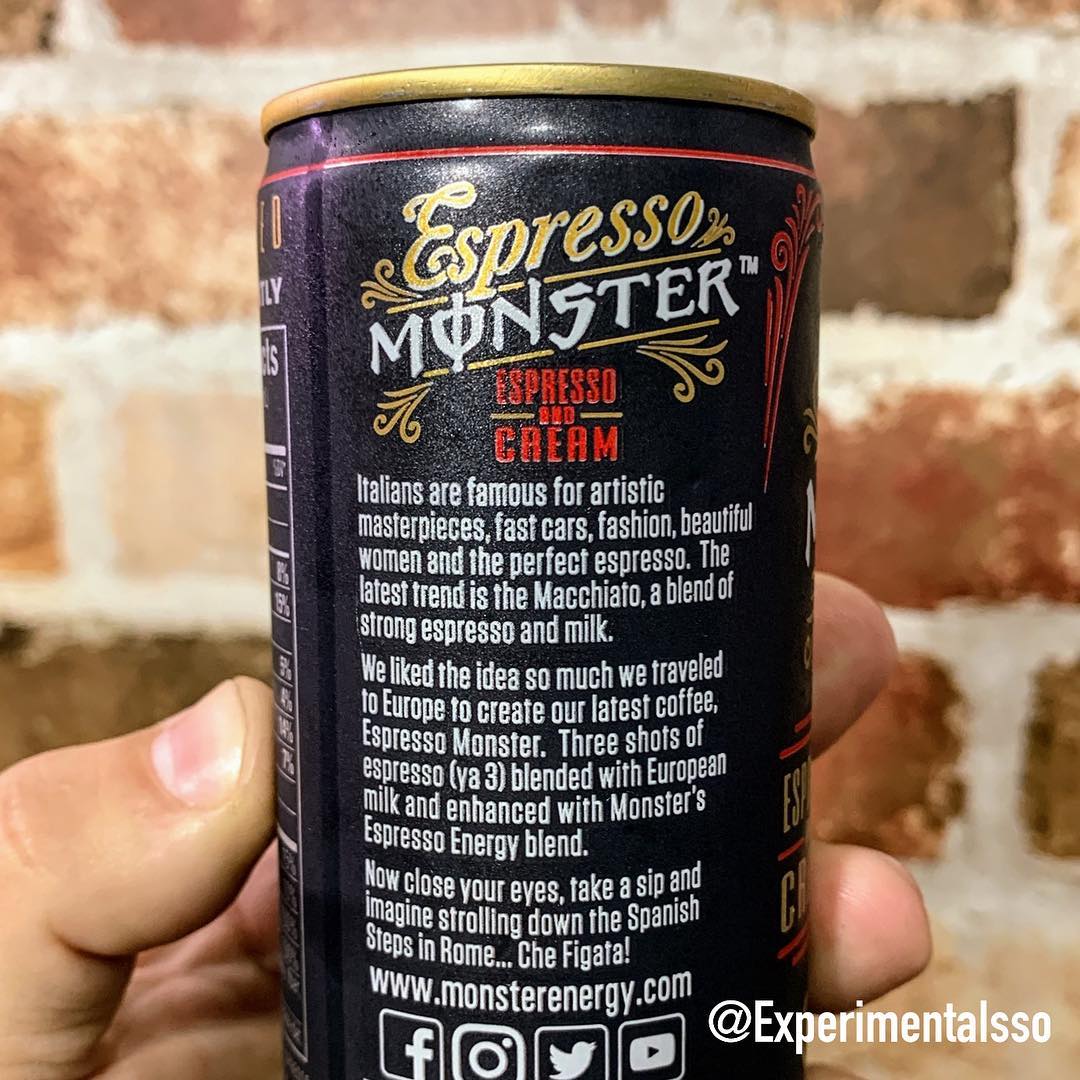 Espresso
MONSTER™
ESPRESSO
AND
CREAM
Italians are famous for artistic
masterpieces, fast cars, fashion, beautiful
women and the perfect espresso. The
latest trend is the Macchiato, a blend of
strong espresso and milk.
We liked the idea so much we traveled
to Europe to create our latest coffee,
Espresso Monster. Three shots of
espresso (ya 3) blended with European
milk and enhanced with Monster's
Espresso Energy blend.
Now close your eyes, take a sip and
imagine strolling down the Spanish
Steps in Rome... Che Figata!
www.monsterenergy.com
@Experimentalsso